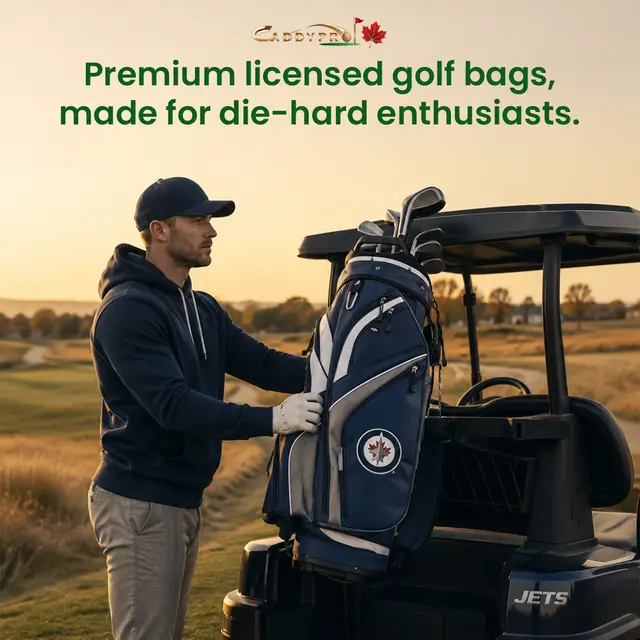 CADDYPRO
Premium licensed golf bags,
made for die-hard enthusiasts.
JETS